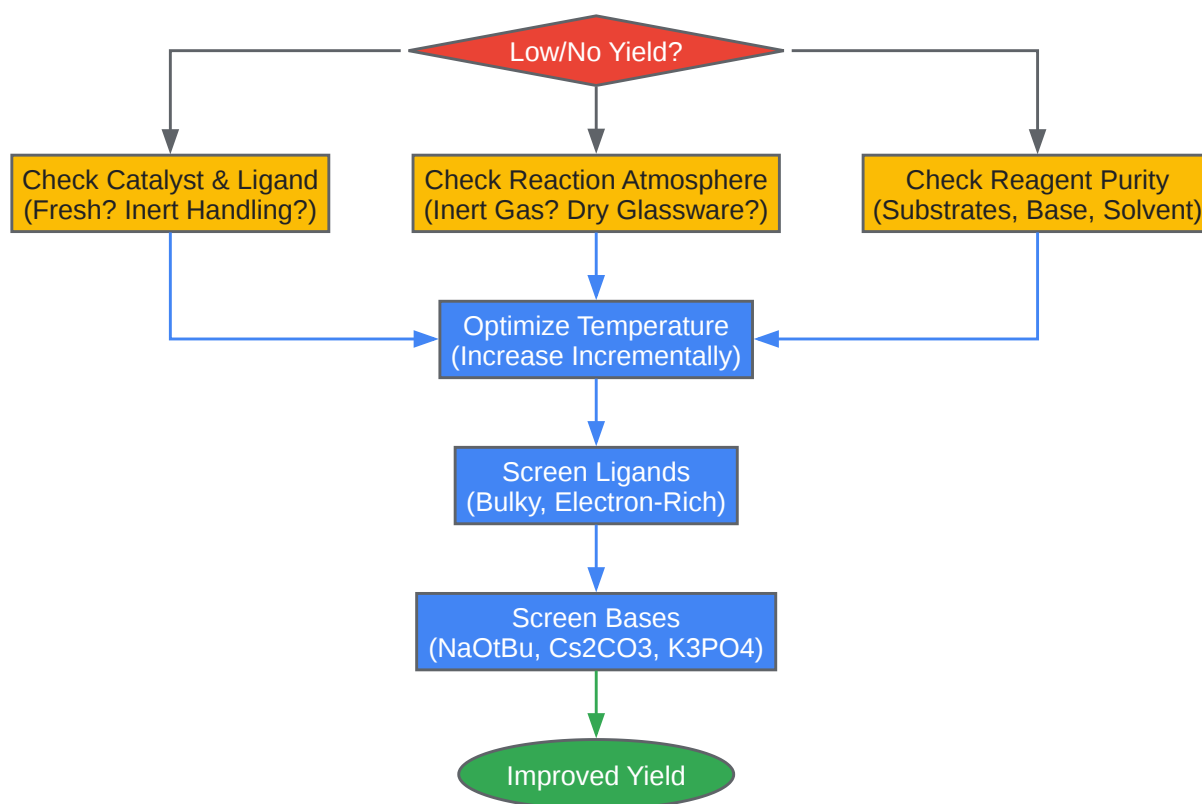 Low/No Yield?
Check Catalyst & Ligand
(Fresh? Inert Handling?)
Check Reaction Atmosphere
(Inert Gas? Dry Glassware?)
Check Reagent Purity
(Substrates, Base, Solvent)
Optimize Temperature
(Increase Incrementally)
Screen Ligands
(Bulky, Electron-Rich)
Screen Bases
(NaOtBu, Cs2CO3, K3PO4)
Improved Yield